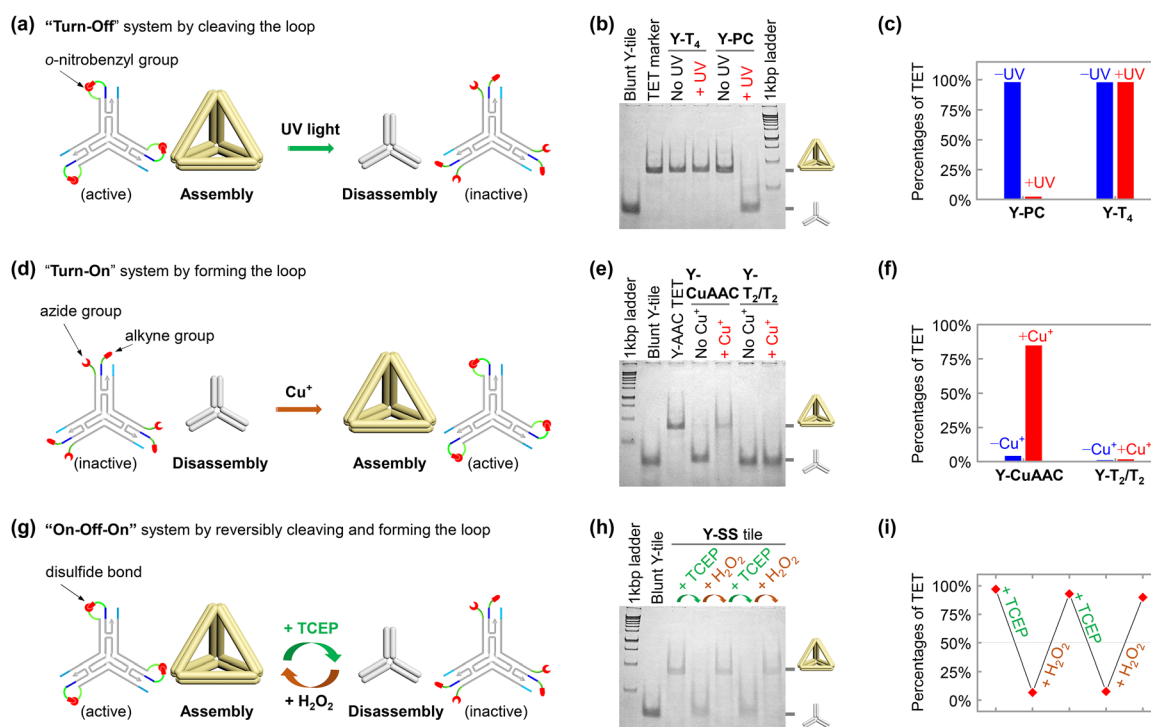 (a) “Turn-Off” system by cleaving the loop
o-nitrobenzyl group
UV light
(active) Assembly Disassembly (inactive)
(b)
Blunt Y-tile
TET marker
Y-T4
No UV
+ UV
Y-PC
No UV
+ UV
1kbp ladder
(c)
Percentages of TET
100%
75%
50%
25%
0%
−UV
+UV
−UV
+UV
Y-PC Y-T4
(d) “Turn-On” system by forming the loop
azide group
alkyne group
Cu+
(inactive) Disassembly Assembly (active)
(e)
1kbp ladder
Blunt Y-tile
Y-AAC TET
Y-
CuAAC
No Cu+
+ Cu+
Y-
T2/T2
No Cu+
+ Cu+
(f)
Percentages of TET
100%
75%
50%
25%
0%
−Cu+
+Cu+
−Cu+
+Cu+
Y-CuAAC Y-T2/T2
(g) “On-Off-On” system by reversibly cleaving and forming the loop
disulfide bond
+ TCEP
+ H2O2
(active) Assembly Disassembly (inactive)
(h)
1kbp ladder
Blunt Y-tile
Y-SS tile
+ TCEP
+ H2O2
+ TCEP
+ H2O2
(i)
Percentages of TET
100%
75%
50%
25%
0%
+ TCEP
+ H2O2
+ TCEP
+ H2O2